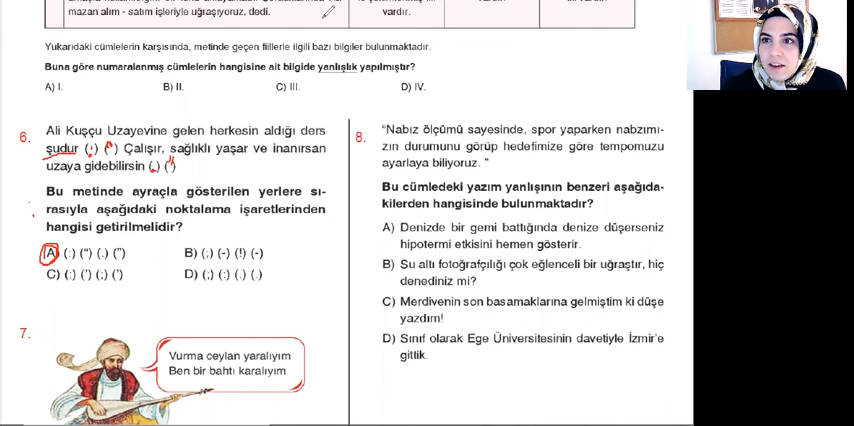 mazan alım - satım işleriyle uğraşıyoruz, dedi.
vardır.
Yukarıdaki cümlelerin karşısında, metinde geçen fiillerle ilgili bazı bilgiler bulunmaktadır.
Buna göre numaralanmış cümlelerin hangisine ait bilgide yanlışlık yapılmıştır?
A) I.
B) II.
C) III.
D) IV.
6.
Ali Kuşçu Uzayevine gelen herkesin aldığı ders
şudur (:) (") Çalışır, sağlıklı yaşar ve inanırsan
uzaya gidebilirsin (.) (")
Bu metinde ayraçla gösterilen yerlere sı-
rasıyla aşağıdaki noktalama işaretlerinden
hangisi getirilmelidir?
A) (:) (“) (.) (”)
B) (;) (-) (!) (-)
C) (:) (’) (;) (’)
D) (;) (:) (.) (.)
7.
Vurma ceylan yaralıyım
Ben bir bahtı karalıyım
8.
“Nabız ölçümü sayesinde, spor yaparken nabzımı-
zın durumunu görüp hedefimize göre tempomuzu
ayarlaya biliyoruz. ”
Bu cümledeki yazım yanlışının benzeri aşağıda-
kilerden hangisinde bulunmaktadır?
A) Denizde bir gemi battığında denize düşerseniz
hipotermi etkisini hemen gösterir.
B) Su altı fotoğrafçılığı çok eğlenceli bir uğraştır, hiç
denediniz mi?
C) Merdivenin son basamaklarına gelmiştim ki düşe
yazdım!
D) Sınıf olarak Ege Üniversitesinin davetiyle İzmir’e
gittik.